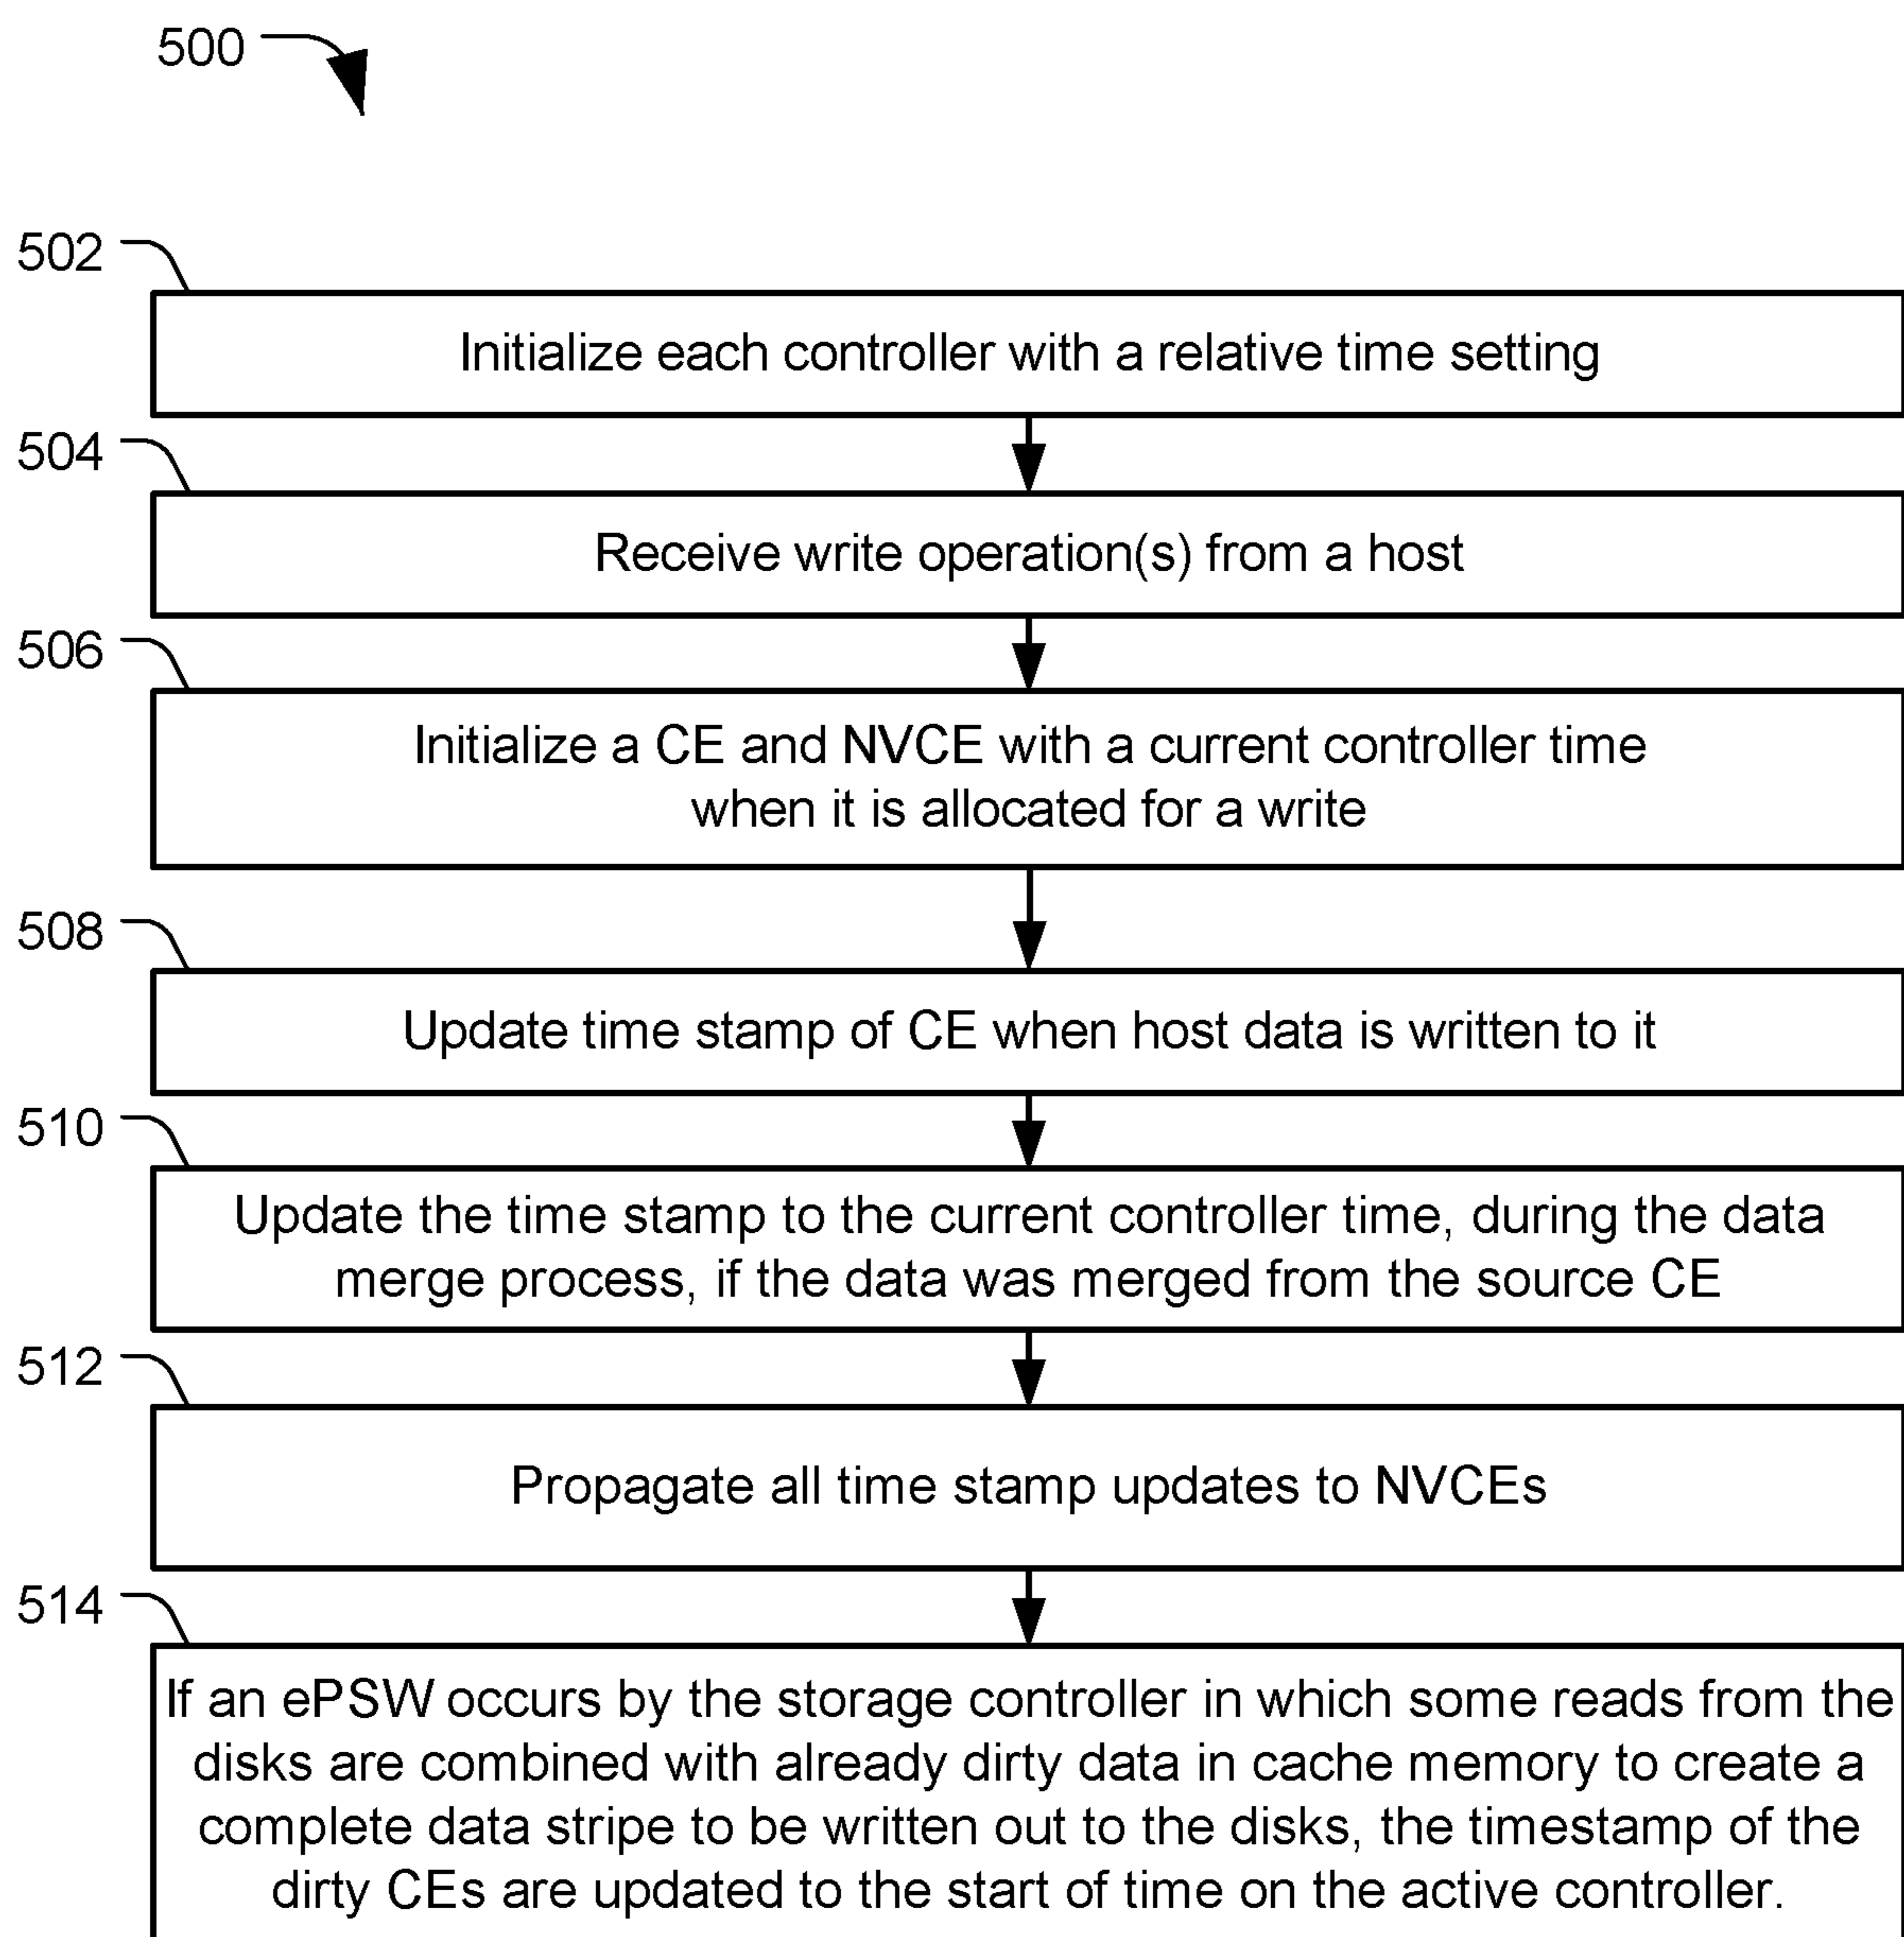 500
502
Initialize each controller with a relative time setting
504
Receive write operation(s) from a host
506
Initialize a CE and NVCE with a current controller time
when it is allocated for a write
508
Update time stamp of CE when host data is written to it
510
Update the time stamp to the current controller time, during the data
merge process, if the data was merged from the source CE
512
Propagate all time stamp updates to NVCEs
514
If an ePSW occurs by the storage controller in which some reads from the
disks are combined with already dirty data in cache memory to create a
complete data stripe to be written out to the disks, the timestamp of the
dirty CEs are updated to the start of time on the active controller.